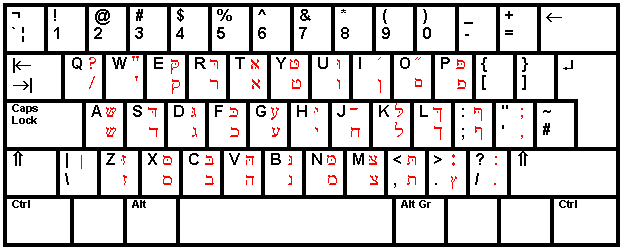 ¬ ! @ # $ % ^ & * ( ) _ + ←
` ¦ 1 2 3 4 5 6 7 8 9 0 - =
|← Q ? W " E ק R ר T א Y ט U ו I ׳ O ״ P פ { } ↵
→| / ' ק ר א ט ו ן ם פ [ ]
Caps A ש S ד D ג F כ G ע H י J ח K ל L ך : ף " ; ~
Lock ש ד ג כ ע י ח ל ך ; ף ' , #
⇑ | | Z ז X ס C ב V ה B נ N מ M צ < ת > : ? : ⇑
\ ז ס ב ה נ מ צ , ת . ץ / .
Ctrl Alt Alt Gr Ctrl